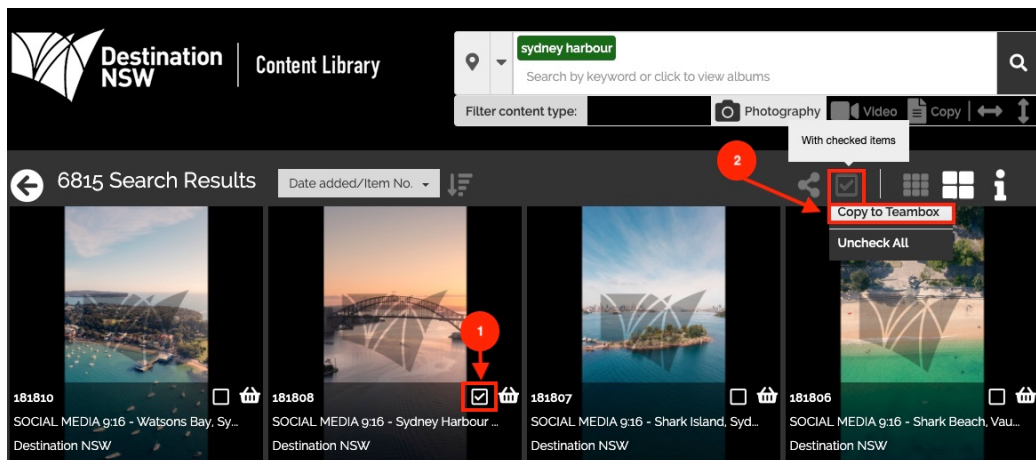 Destination
NSW
Content Library
sydney harbour
Search by keyword or click to view albums
Filter content type:
Photography
Video
Copy
With checked items
6815 Search Results
Date added/Item No.
2
Copy to Teambox
Uncheck All
1
181810
SOCIAL MEDIA 9:16 - Watsons Bay, Sy...
Destination NSW
181808
SOCIAL MEDIA 9:16 - Sydney Harbour ...
Destination NSW
181807
SOCIAL MEDIA 9:16 - Shark Island, Syd...
Destination NSW
181806
SOCIAL MEDIA 9:16 - Shark Beach, Vau...
Destination NSW